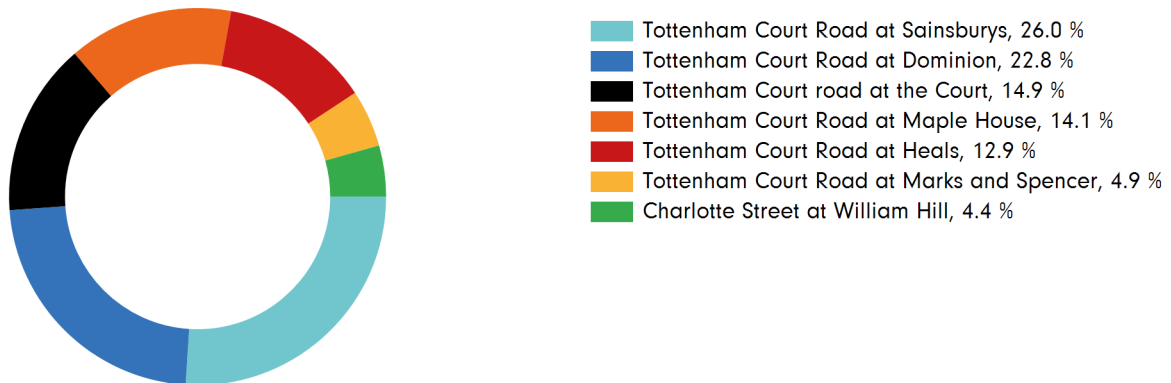 Tottenham Court Road at Sainsburys, 26.0 %
Tottenham Court Road at Dominion, 22.8 %
Tottenham Court road at the Court, 14.9 %
Tottenham Court Road at Maple House, 14.1 %
Tottenham Court Road at Heals, 12.9 %
Tottenham Court Road at Marks and Spencer, 4.9 %
Charlotte Street at William Hill, 4.4 %